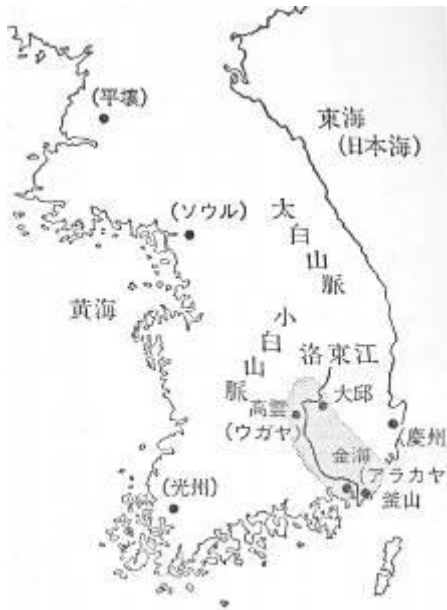 (平壌)
東海
(日本海)
(ソウル)
太白山脈
黄海
小白山脈
洛東江
大邱
高雲
(ウガヤ)
慶州
金海
(アラカヤ)
釜山
(光州)